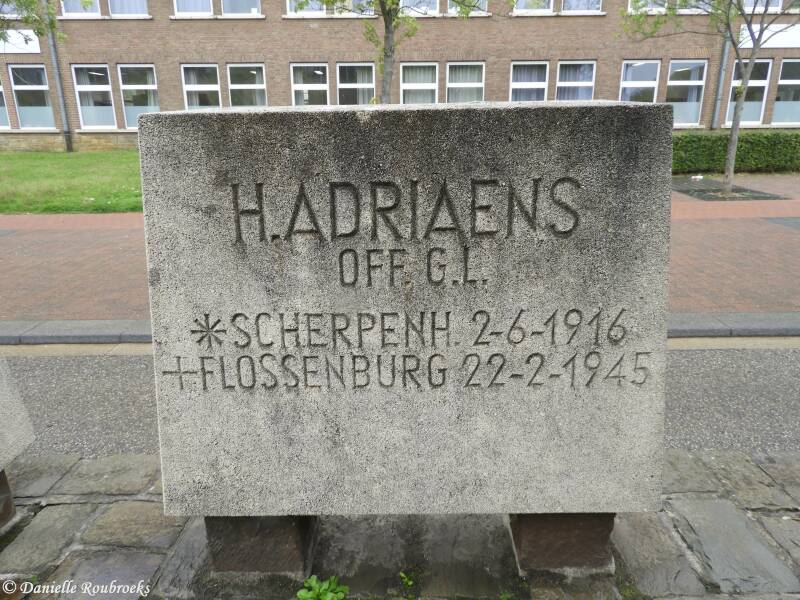 H. ADRIAENS
OFF. G.L.
*SCHERPENH. 2-6-1916
+FLOSSENBURG 22-2-1945
© Danielle Roubroeks